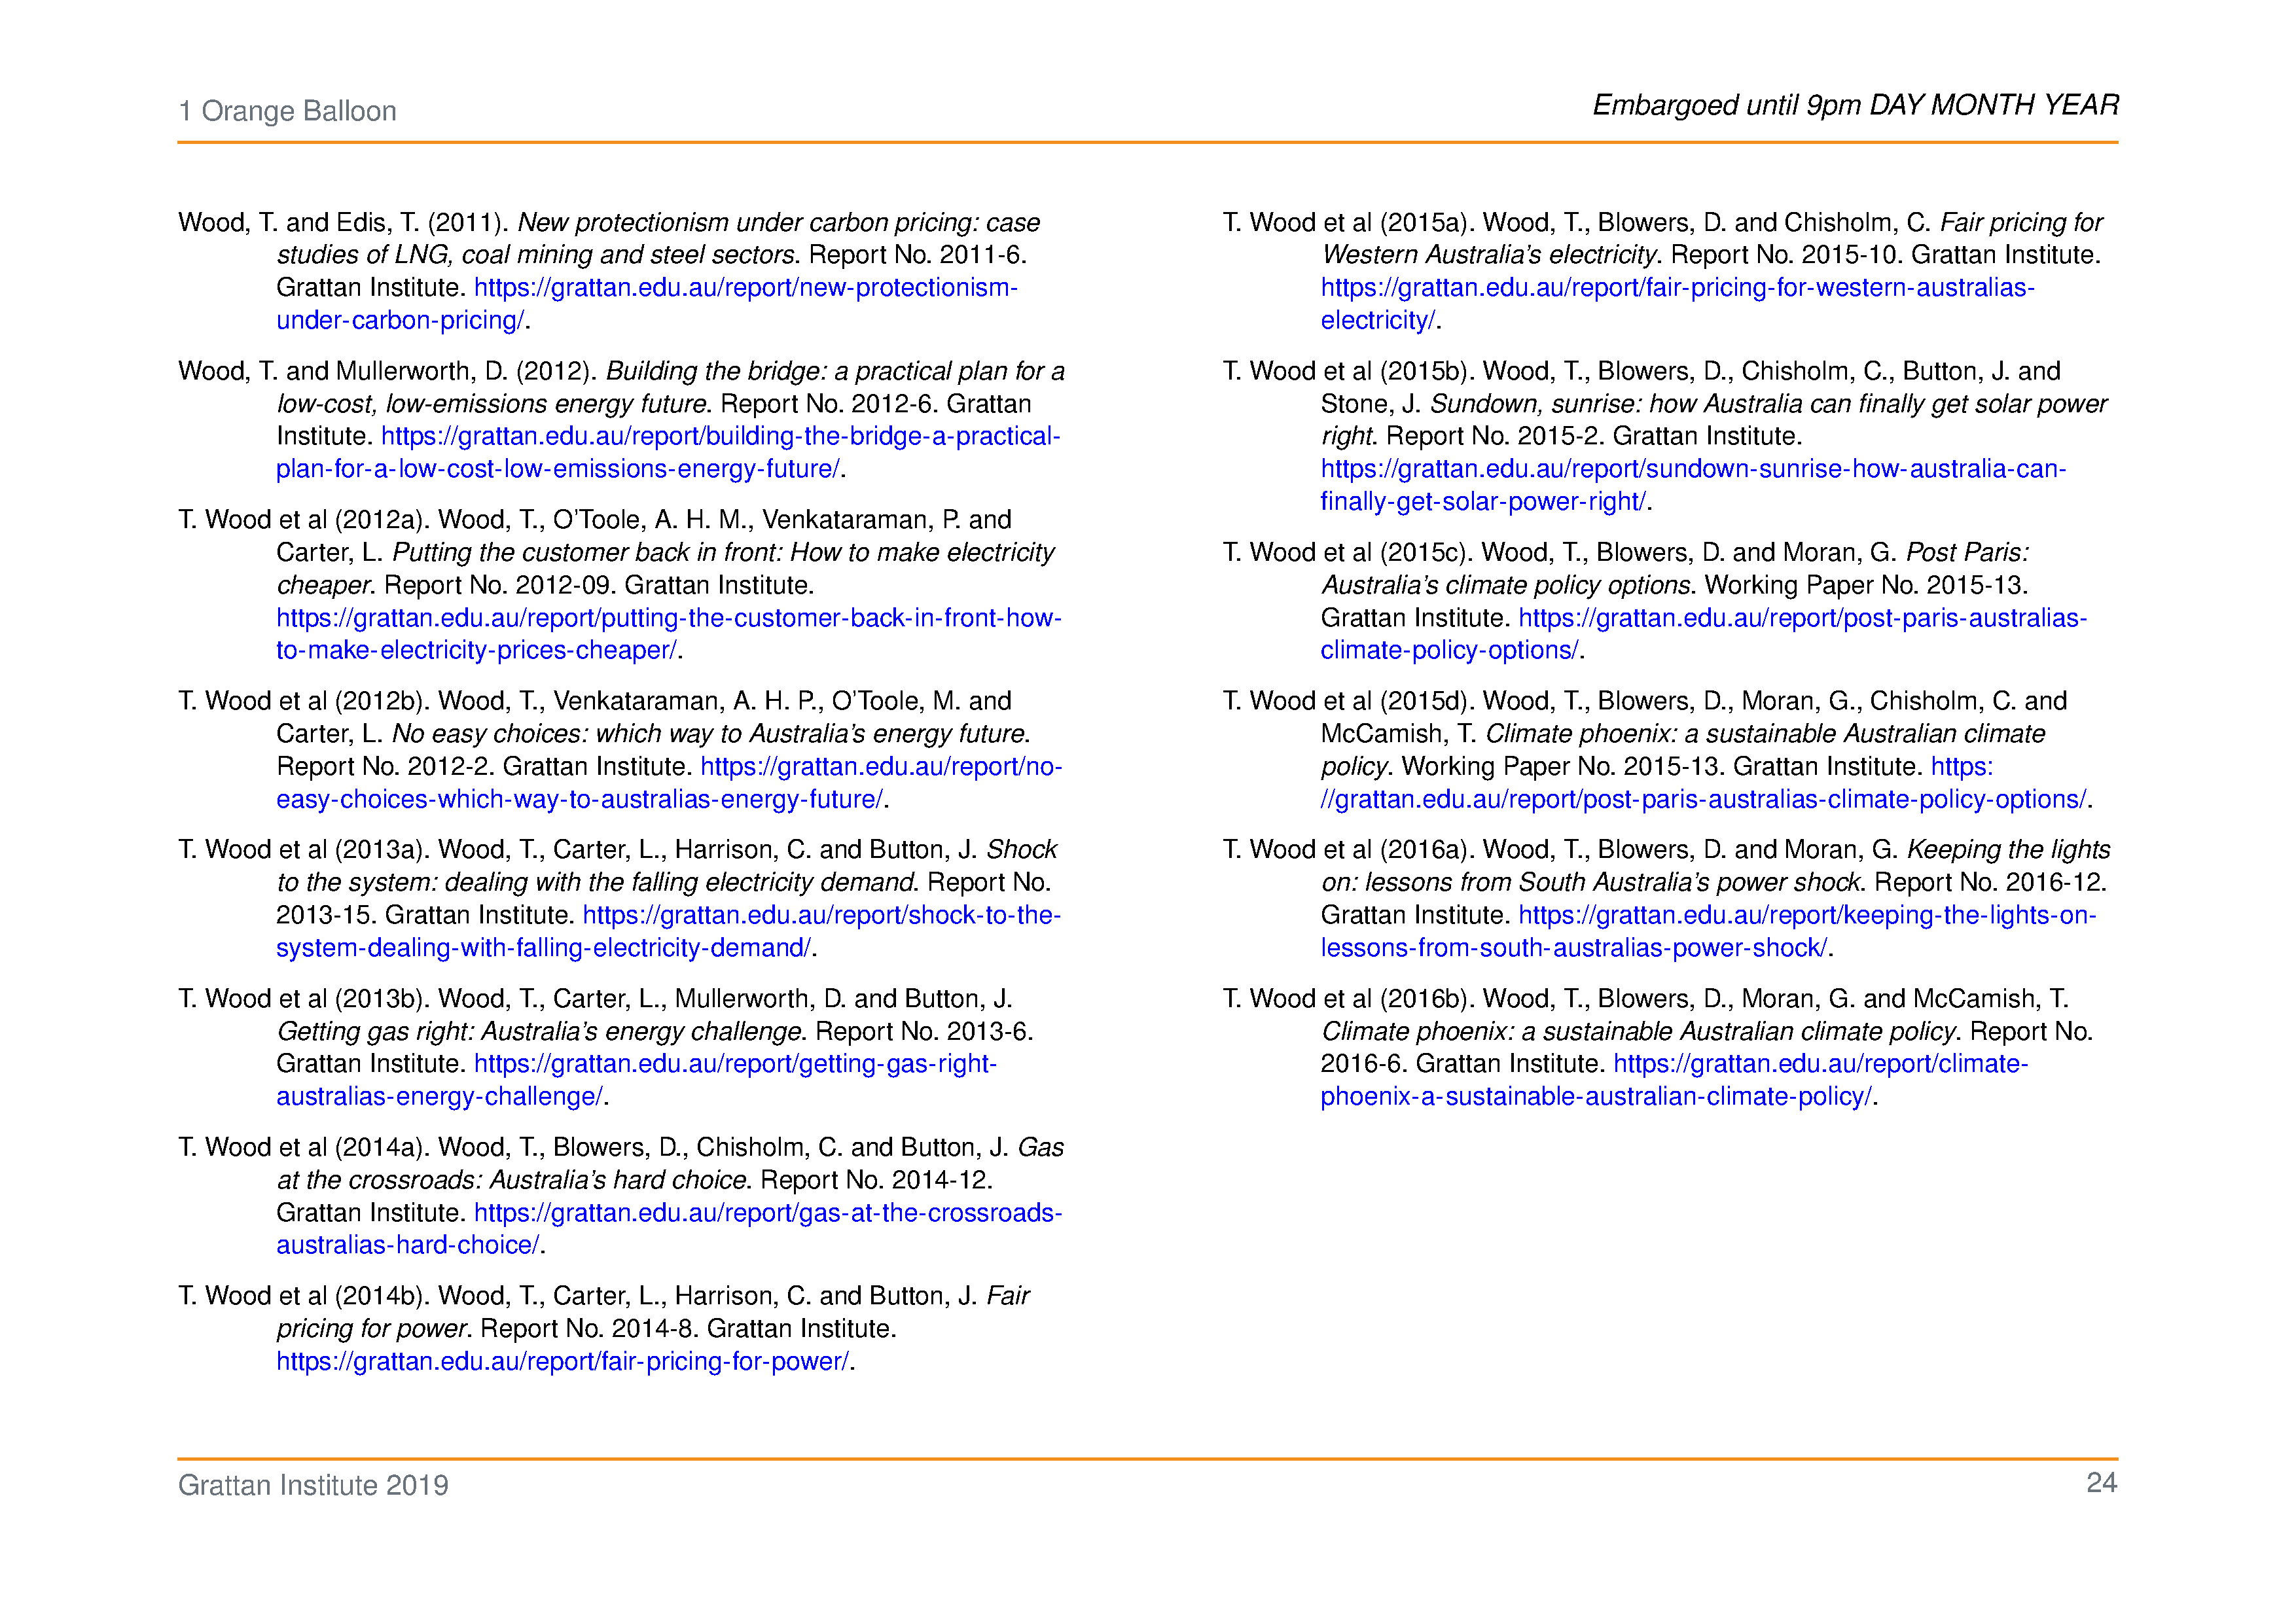 1 Orange Balloon
Embargoed until 9pm DAY MONTH YEAR
Wood, T. and Edis, T. (2011). New protectionism under carbon pricing: case
studies of LNG, coal mining and steel sectors. Report No. 2011-6.
Grattan Institute. https://grattan.edu.au/report/new-protectionism-
under-carbon-pricing/.
Wood, T. and Mullerworth, D. (2012). Building the bridge: a practical plan for a
low-cost, low-emissions energy future. Report No. 2012-6. Grattan
Institute. https://grattan.edu.au/report/building-the-bridge-a-practical-
plan-for-a-low-cost-low-emissions-energy-future/.
T. Wood et al (2012a). Wood, T., O’Toole, A. H. M., Venkataraman, P. and
Carter, L. Putting the customer back in front: How to make electricity
cheaper. Report No. 2012-09. Grattan Institute.
https://grattan.edu.au/report/putting-the-customer-back-in-front-how-
to-make-electricity-prices-cheaper/.
T. Wood et al (2012b). Wood, T., Venkataraman, A. H. P., O’Toole, M. and
Carter, L. No easy choices: which way to Australia’s energy future.
Report No. 2012-2. Grattan Institute. https://grattan.edu.au/report/no-
easy-choices-which-way-to-australias-energy-future/.
T. Wood et al (2013a). Wood, T., Carter, L., Harrison, C. and Button, J. Shock
to the system: dealing with the falling electricity demand. Report No.
2013-15. Grattan Institute. https://grattan.edu.au/report/shock-to-the-
system-dealing-with-falling-electricity-demand/.
T. Wood et al (2013b). Wood, T., Carter, L., Mullerworth, D. and Button, J.
Getting gas right: Australia’s energy challenge. Report No. 2013-6.
Grattan Institute. https://grattan.edu.au/report/getting-gas-right-
australias-energy-challenge/.
T. Wood et al (2014a). Wood, T., Blowers, D., Chisholm, C. and Button, J. Gas
at the crossroads: Australia’s hard choice. Report No. 2014-12.
Grattan Institute. https://grattan.edu.au/report/gas-at-the-crossroads-
australias-hard-choice/.
T. Wood et al (2014b). Wood, T., Carter, L., Harrison, C. and Button, J. Fair
pricing for power. Report No. 2014-8. Grattan Institute.
https://grattan.edu.au/report/fair-pricing-for-power/.
T. Wood et al (2015a). Wood, T., Blowers, D. and Chisholm, C. Fair pricing for
Western Australia’s electricity. Report No. 2015-10. Grattan Institute.
https://grattan.edu.au/report/fair-pricing-for-western-australias-
electricity/.
T. Wood et al (2015b). Wood, T., Blowers, D., Chisholm, C., Button, J. and
Stone, J. Sundown, sunrise: how Australia can finally get solar power
right. Report No. 2015-2. Grattan Institute.
https://grattan.edu.au/report/sundown-sunrise-how-australia-can-
finally-get-solar-power-right/.
T. Wood et al (2015c). Wood, T., Blowers, D. and Moran, G. Post Paris:
Australia’s climate policy options. Working Paper No. 2015-13.
Grattan Institute. https://grattan.edu.au/report/post-paris-australias-
climate-policy-options/.
T. Wood et al (2015d). Wood, T., Blowers, D., Moran, G., Chisholm, C. and
McCamish, T. Climate phoenix: a sustainable Australian climate
policy. Working Paper No. 2015-13. Grattan Institute. https:
//grattan.edu.au/report/post-paris-australias-climate-policy-options/.
T. Wood et al (2016a). Wood, T., Blowers, D. and Moran, G. Keeping the lights
on: lessons from South Australia’s power shock. Report No. 2016-12.
Grattan Institute. https://grattan.edu.au/report/keeping-the-lights-on-
lessons-from-south-australias-power-shock/.
T. Wood et al (2016b). Wood, T., Blowers, D., Moran, G. and McCamish, T.
Climate phoenix: a sustainable Australian climate policy. Report No.
2016-6. Grattan Institute. https://grattan.edu.au/report/climate-
phoenix-a-sustainable-australian-climate-policy/.
Grattan Institute 2019
24